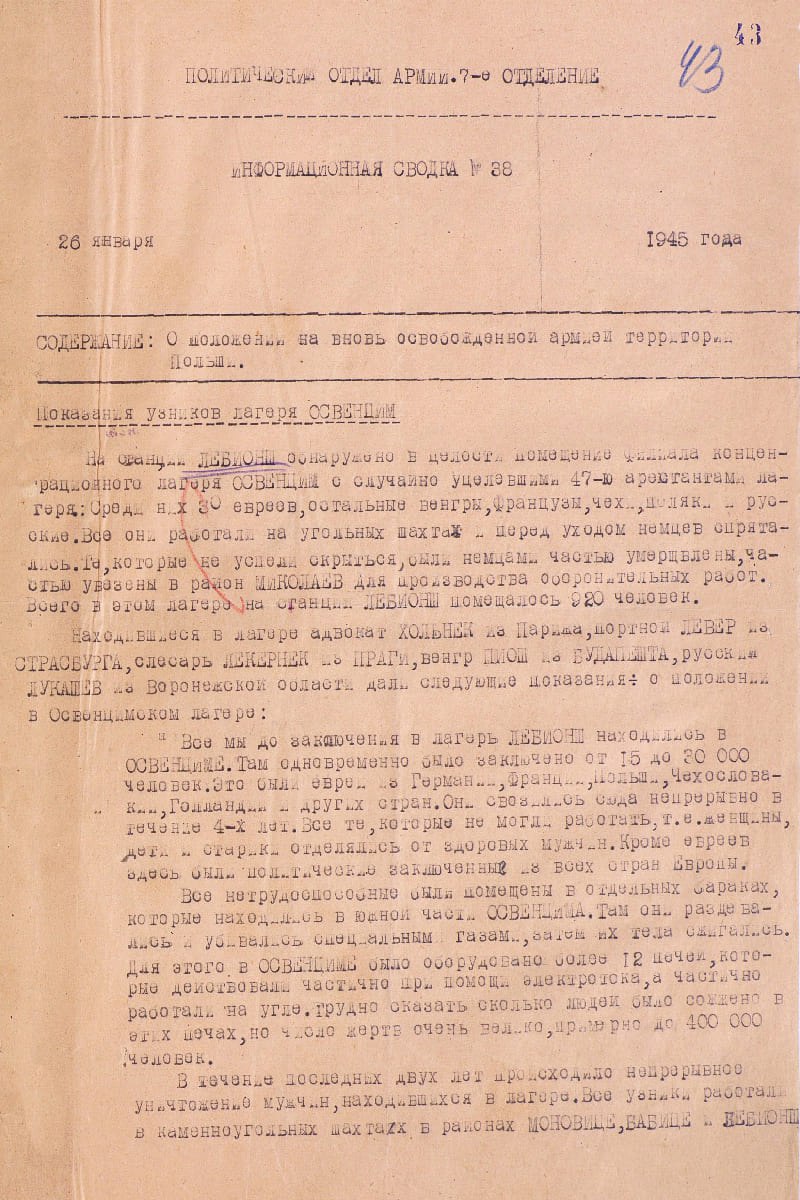 43
43
ПОЛИТИЧЕСКИЙ ОТДЕЛ АРМИИ.7-е ОТДЕЛЕНИЕ
ИНФОРМАЦИОННАЯ СВОДКА № 38
26 января 1945 года
СОДЕРЖАНИЕ: О положении на вновь освобожденной армией территории
Польши.
Показания узников лагеря ОСВЕНЦИМ
На станции ЛЕБИОНШ обнаружено в целости помещение филиала концен-
рационного лагеря ОСВЕНЦИМ с случайно уцелевшими 47-ю арестантами ла-
геря: Среди них 30 евреев,остальные венгры,французы,чехи,поляки и рус-
ские.Все они работали на угольных шахтах и перед уходом немцев спрята-
лись.Те,которые не успели скрыться,были немцами частью умерщвлены,ча-
стью увезены в район МИКОЛАЕВ для производства оборонительных работ.
Всего в этом лагере на станции ЛЕБИОНШ помещалось 920 человек.
Находившиеся в лагере адвокат ХОЛЬНЕК из Парижа,портной ЛЕВЕР из
СТРАСБУРГА,слесарь ЛЕКЕРНЕК из ПРАГИ,венгр ПИОШ из БУДАПЕШТА,русский
ЛУКАШЕВ из Воронежской области дали следующие показания: о положении
в Освенцимском лагере:
" Все мы до заключения в лагерь ЛЕБИОНШ находились в
ОСВЕНЦИМЕ.Там одновременно было заключено от 15 до 30 000
человек.Это были евреи из Германии,Франции,Польши,Чехослова-
кии,Голландии и других стран.Они свозились сюда непрерывно в
течение 4-х лет.Все те,которые не могли работать,т.е.женщины,
дети и старики отделялись от здоровых мужчин.Кроме евреев
здесь были политические заключенные из всех стран Европы.
Все нетрудоспособные были помещены в отдельных бараках,
которые находились в южной части ОСВЕНЦИМА.Там они раздева-
лись и убивались специальным газами,затем их тела сжигались.
Для этого в ОСВЕНЦИМЕ было оборудовано более 12 печей,кото-
рые действовали частично при помощи электротока,а частично
работали на угле.Трудно сказать сколько людей было сожжено в
этих печах,но число жертв очень велико,примерно до 400 000
человек.
В течение последних двух лет происходило непрерывное
уничтожение мужчин,находившихся в лагере.Все узники работали
в каменноугольных шахтах в районах МОНОВИЦЕ,БАБИЦЕ и ЛЕБИОНШ